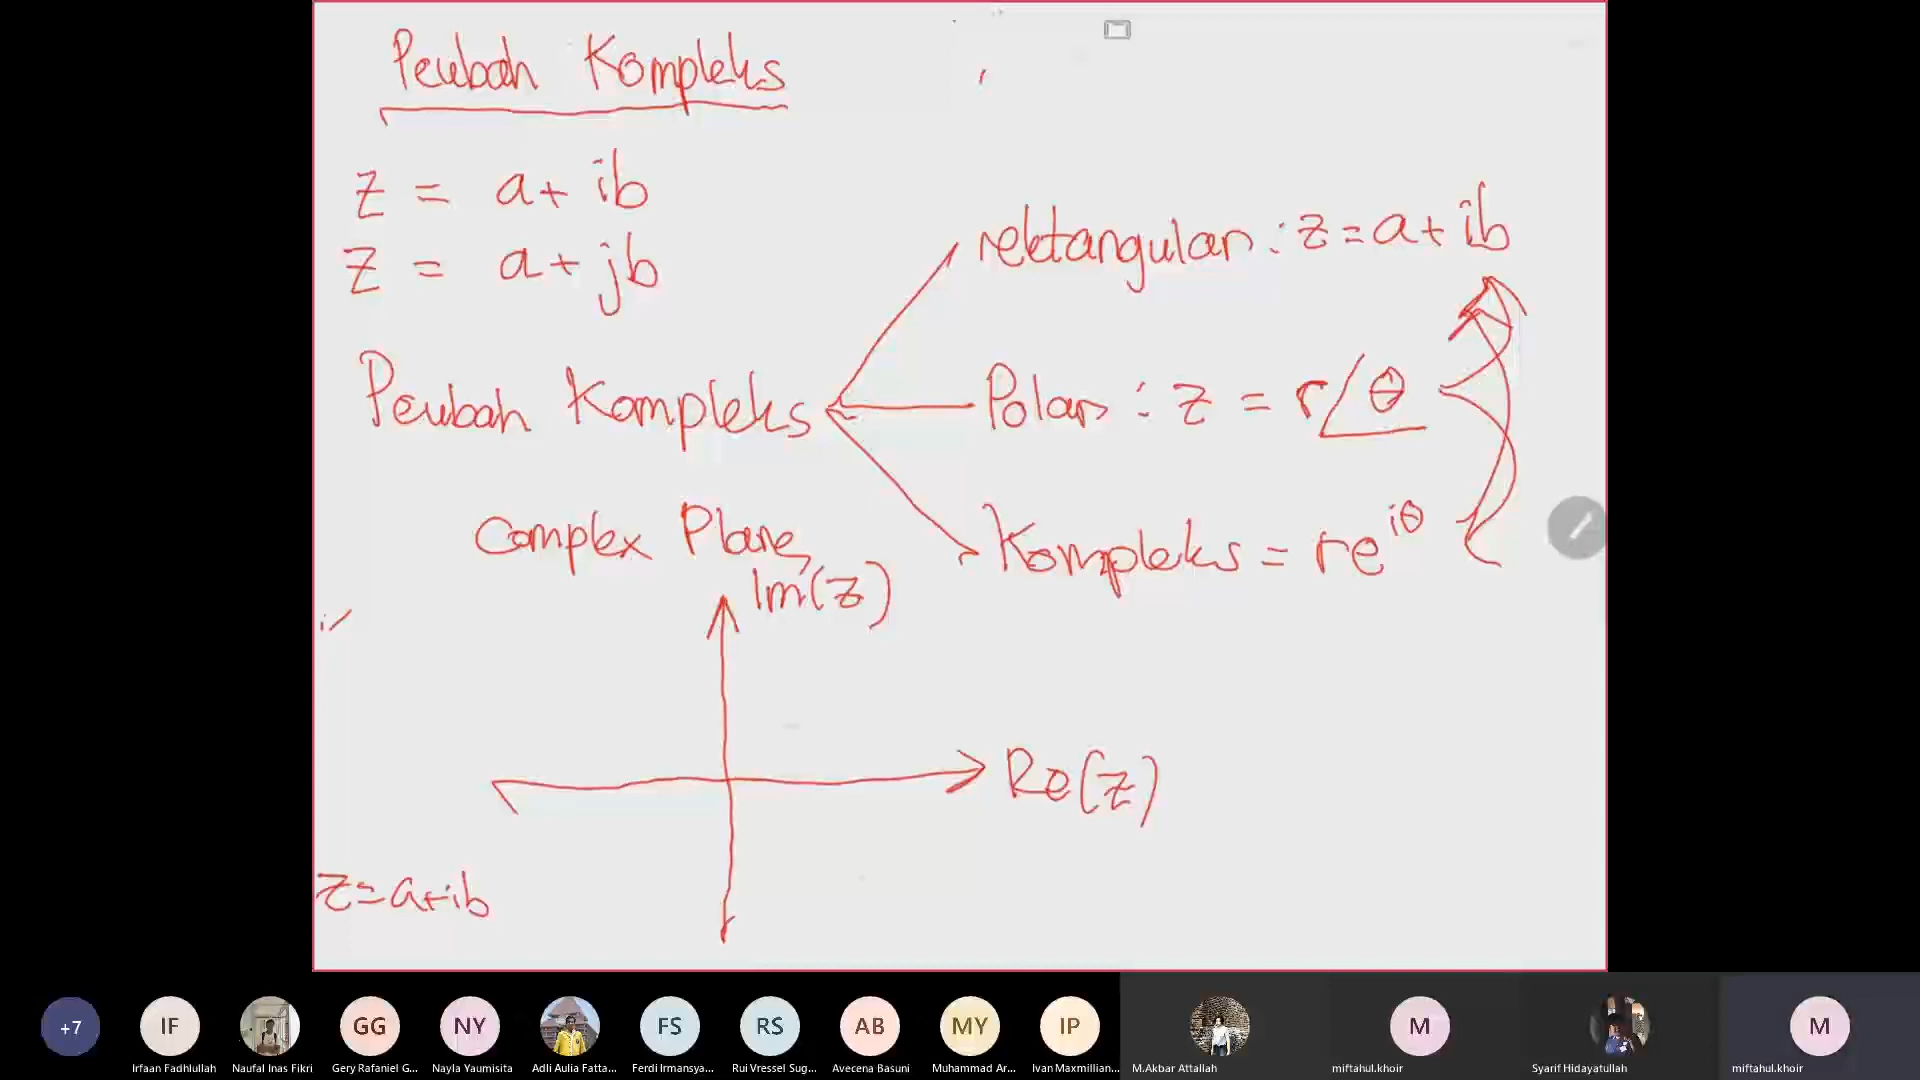 Peubah Kompleks
z = a + ib
z = a + jb
Peubah Kompleks
rektangular : z = a + ib
Polar : z = r∠θ
Kompleks = re^iθ
Complex Plane
Im(z)
Re(z)
z = a+ib
+7
IF
GG
NY
FS
RS
AB
MY
IP
M
M
Irfaan Fadhlullah
Naufal Inas Fikri
Gery Rafaniel G...
Nayla Yaumisita
Adli Aulia Fatta...
Ferdi Irmansya...
Rui Vressel Sug...
Avecena Basuni
Muhammad Ar...
Ivan Maxmillian...
M.Akbar Attallah
miftahul.khoir
Syarif Hidayatullah
miftahul.khoir